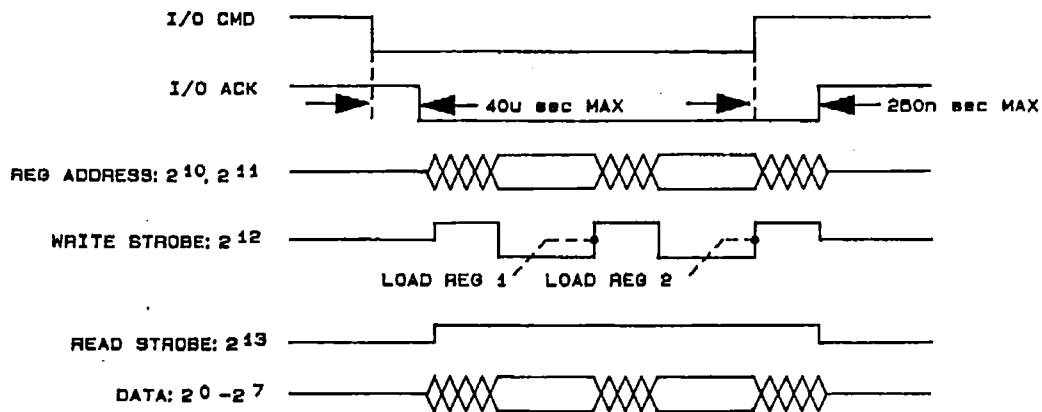 I/O CMD
I/O ACK
40u sec MAX
250n sec MAX
REG ADDRESS: 2 10, 2 11
WRITE STROBE: 2 12
LOAD REG 1 LOAD REG 2
READ STROBE: 2 13
DATA: 2 0 -2 7